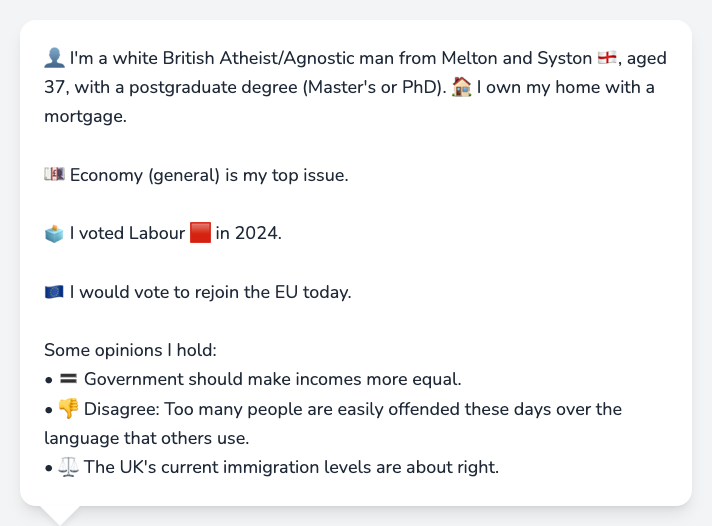 👤 I'm a white British Atheist/Agnostic man from Melton and Syston 🏴󠁧󠁢󠁥󠁮󠁧󠁿, aged
37, with a postgraduate degree (Master's or PhD). 🏠 I own my home with a
mortgage.
💷 Economy (general) is my top issue.
🗳️ I voted Labour 🟥 in 2024.
🇪🇺 I would vote to rejoin the EU today.
Some opinions I hold:
• 🟰 Government should make incomes more equal.
• 👎 Disagree: Too many people are easily offended these days over the
language that others use.
• ⚖️ The UK's current immigration levels are about right.